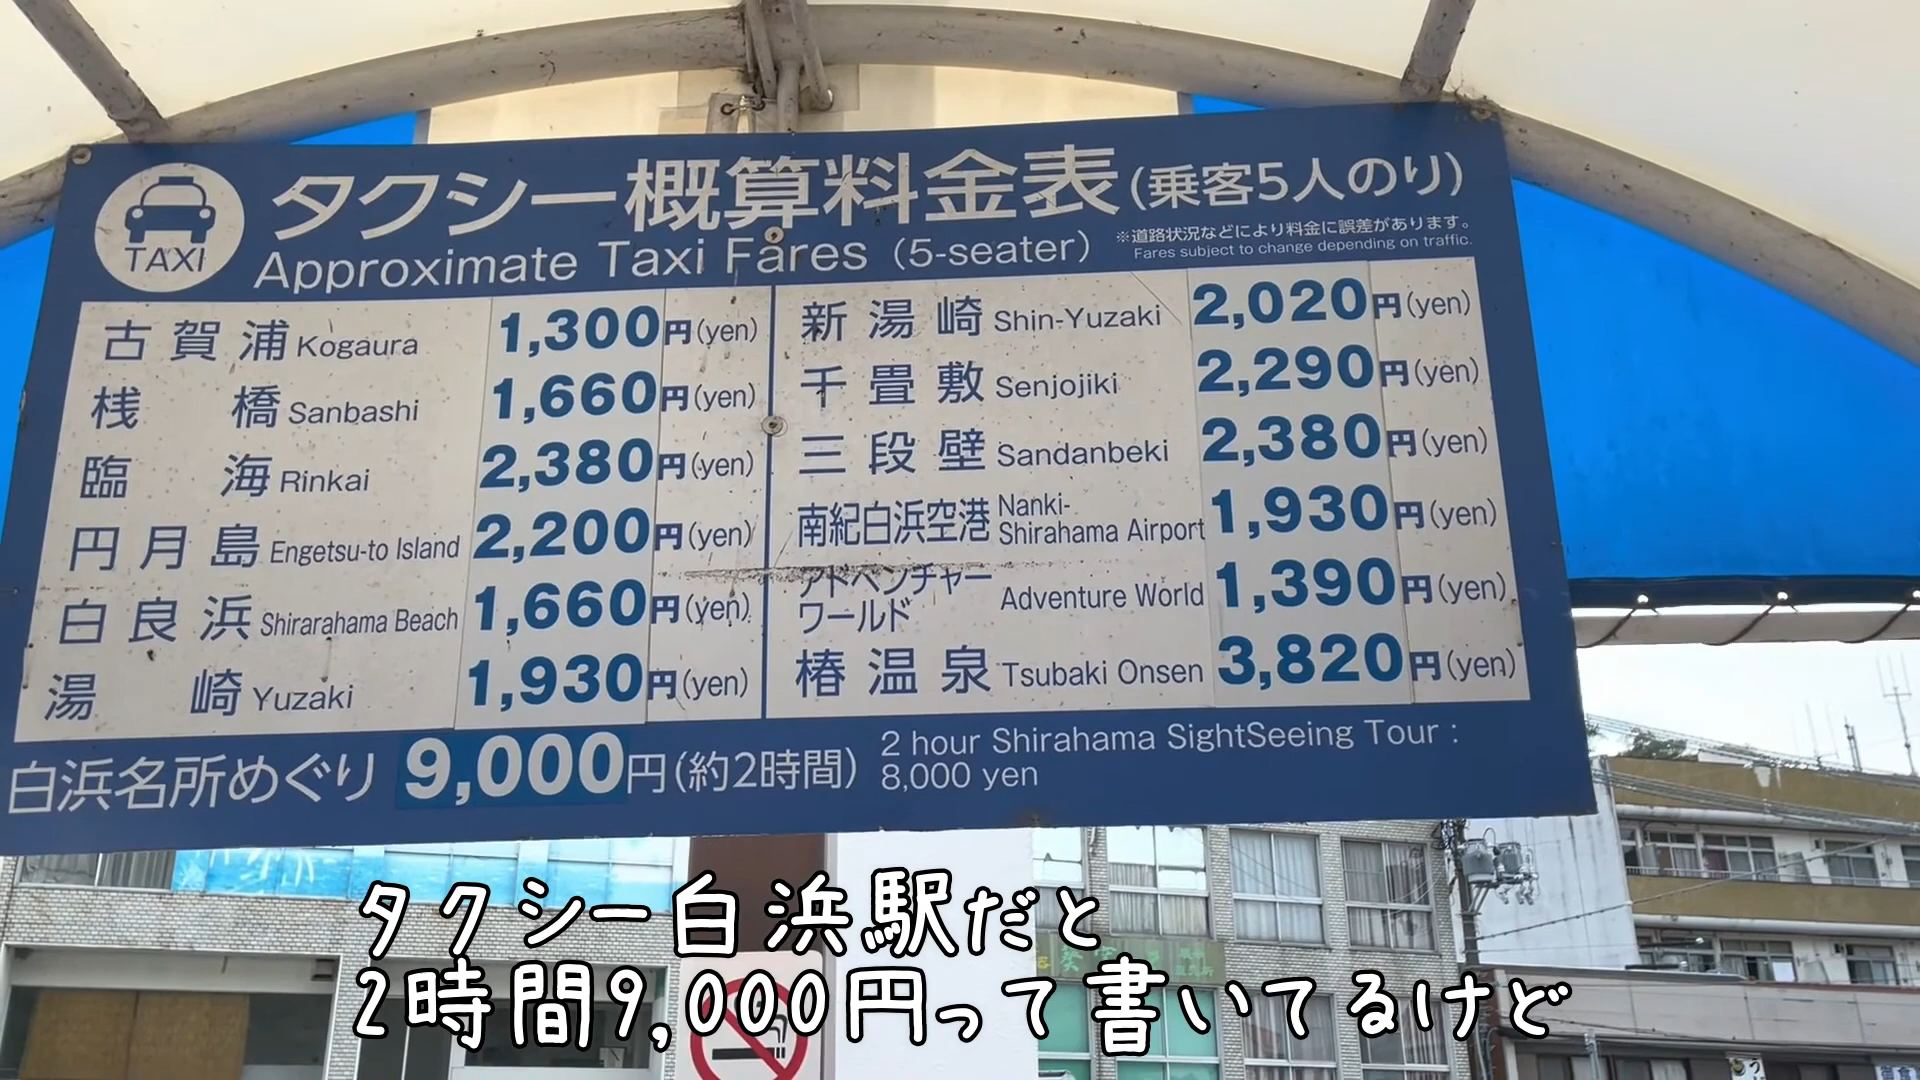 TAXI
タクシー概算料金表(乗客5人のり)
Approximate Taxi Fares (5-seater)
※道路状況などにより料金に誤差があります。
Fares subject to change depending on traffic.
古賀浦 Kogaura 1,300円(yen)
桟橋 Sanbashi 1,660円(yen)
臨海 Rinkai 2,380円(yen)
円月島 Engetsu-to Island 2,200円(yen)
白良浜 Shirarahama Beach 1,660円(yen)
湯崎 Yuzaki 1,930円(yen)
新湯崎 Shin-Yuzaki 2,020円(yen)
千畳敷 Senjojiki 2,290円(yen)
三段壁 Sandanbeki 2,380円(yen)
南紀白浜空港 Nanki-Shirahama Airport 1,930円(yen)
アドベンチャーワールド Adventure World 1,390円(yen)
椿温泉 Tsubaki Onsen 3,820円(yen)
白浜名所めぐり 9,000円(約2時間)
2 hour Shirahama SightSeeing Tour :
8,000 yen
タクシー白浜駅だと
2時間9,000円って書いてるけど